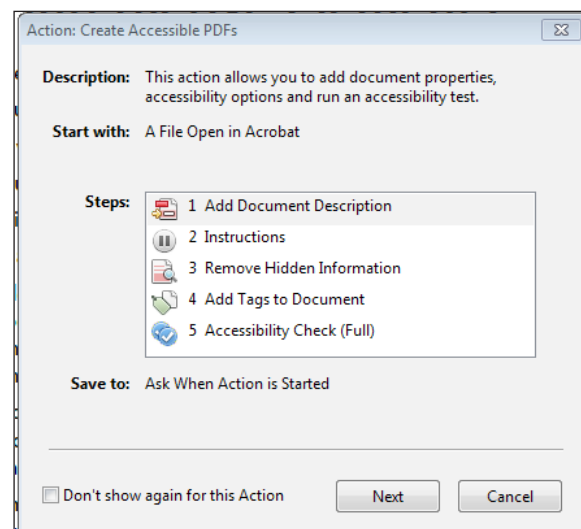 Action: Create Accessible PDFs
Description: This action allows you to add document properties,
accessibility options and run an accessibility test.
Start with: A File Open in Acrobat
Steps: 1 Add Document Description
2 Instructions
3 Remove Hidden Information
4 Add Tags to Document
5 Accessibility Check (Full)
Save to: Ask When Action is Started
Don't show again for this Action Next Cancel